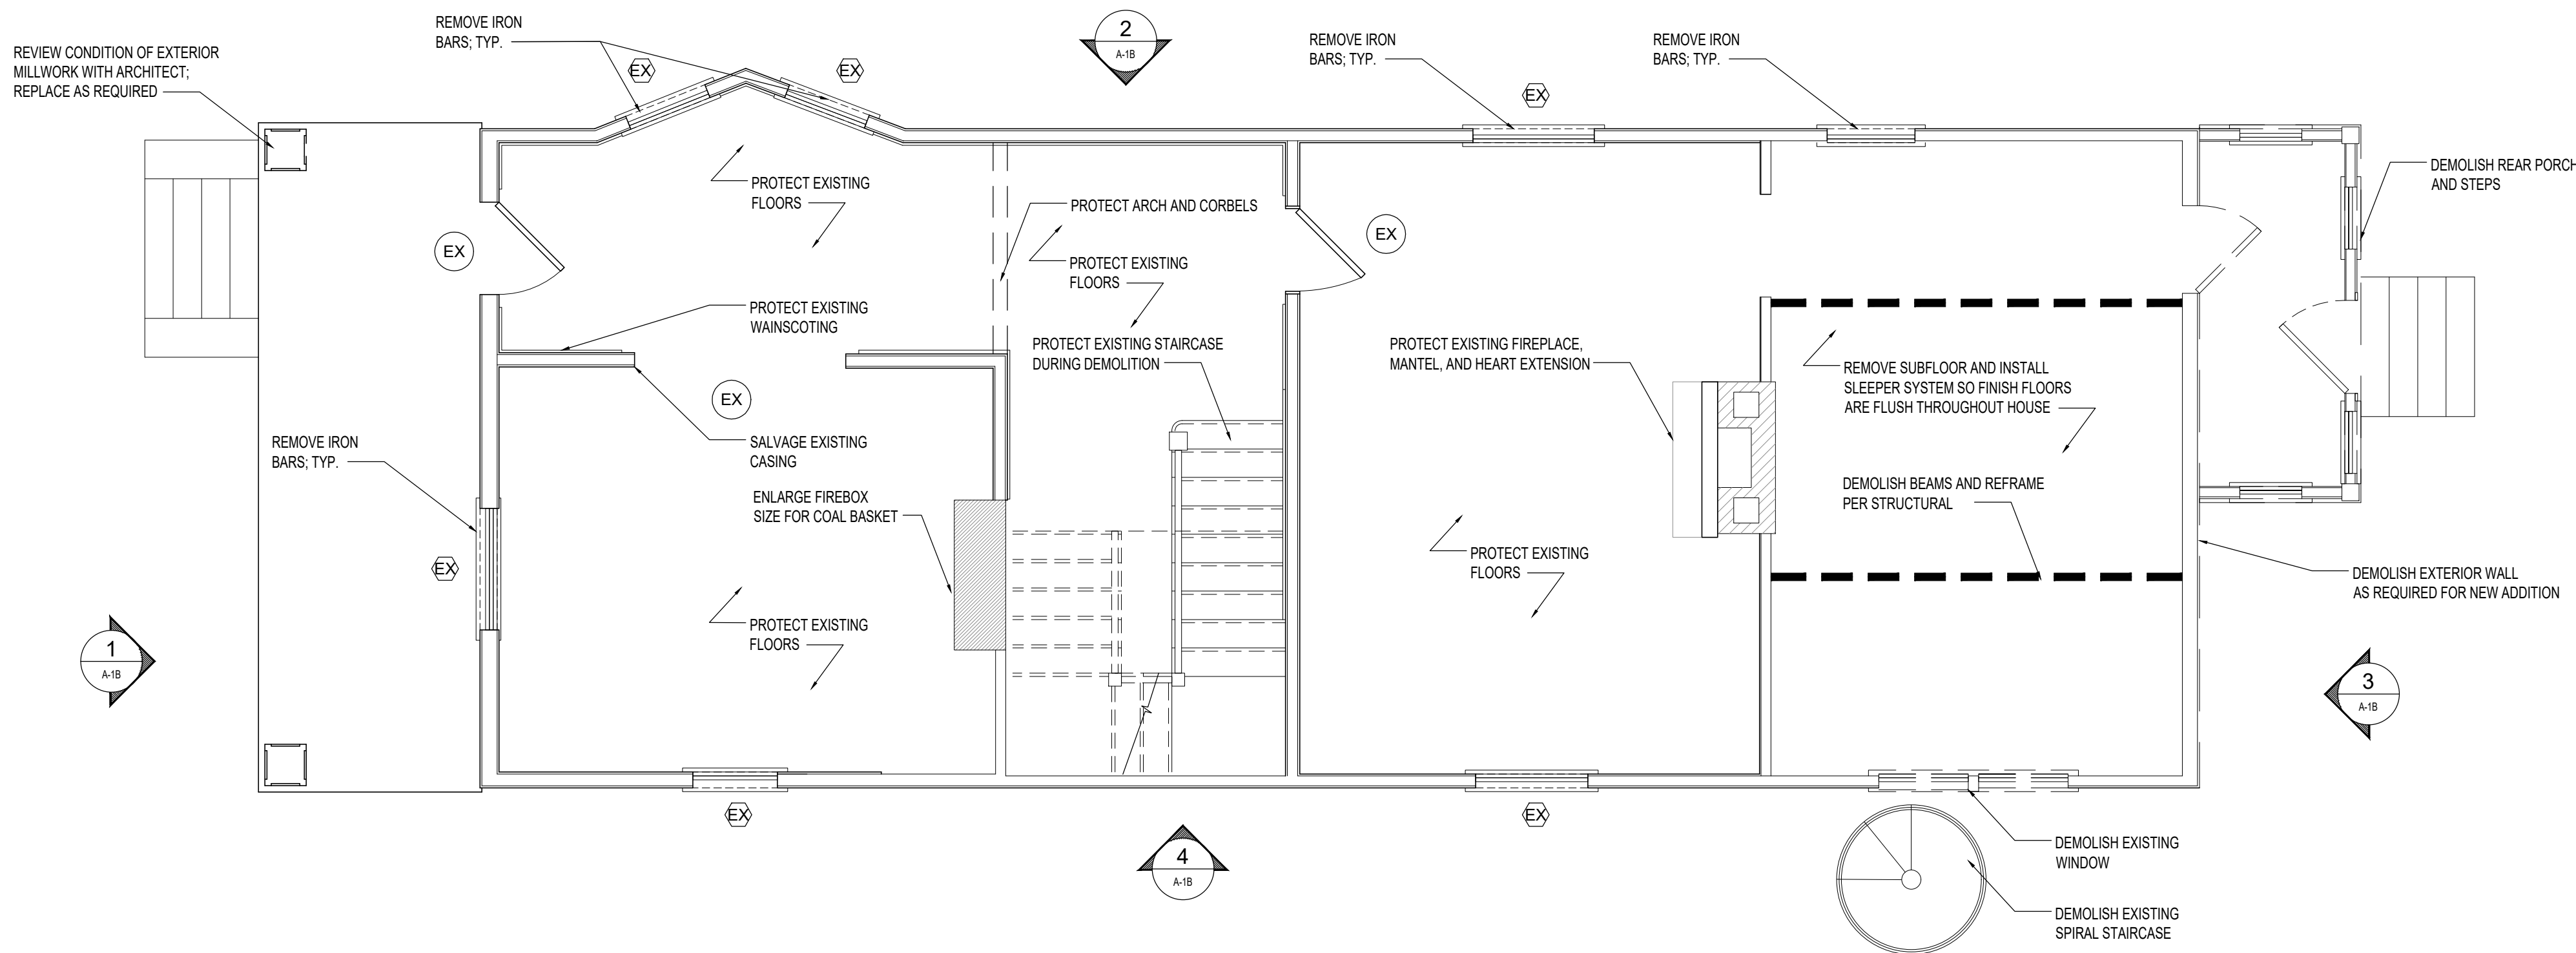 REMOVE IRON
BARS; TYP.
2
A-1B
REVIEW CONDITION OF EXTERIOR
MILLWORK WITH ARCHITECT;
REPLACE AS REQUIRED
REMOVE IRON
BARS; TYP.
REMOVE IRON
BARS; TYP.
EX
EX
EX
PROTECT EXISTING
FLOORS
PROTECT ARCH AND CORBELS
DEMOLISH REAR PORCH
AND STEPS
EX
EX
PROTECT EXISTING
FLOORS
PROTECT EXISTING
WAINSCOTING
PROTECT EXISTING STAIRCASE
DURING DEMOLITION
PROTECT EXISTING FIREPLACE,
MANTEL, AND HEART EXTENSION
REMOVE SUBFLOOR AND INSTALL
SLEEPER SYSTEM SO FINISH FLOORS
ARE FLUSH THROUGHOUT HOUSE
EX
REMOVE IRON
BARS; TYP.
SALVAGE EXISTING
CASING
ENLARGE FIREBOX
SIZE FOR COAL BASKET
DEMOLISH BEAMS AND REFRAME
PER STRUCTURAL
EX
PROTECT EXISTING
FLOORS
DEMOLISH EXTERIOR WALL
AS REQUIRED FOR NEW ADDITION
PROTECT EXISTING
FLOORS
1
A-1B
3
A-1B
EX
EX
4
A-1B
DEMOLISH EXISTING
WINDOW
DEMOLISH EXISTING
SPIRAL STAIRCASE